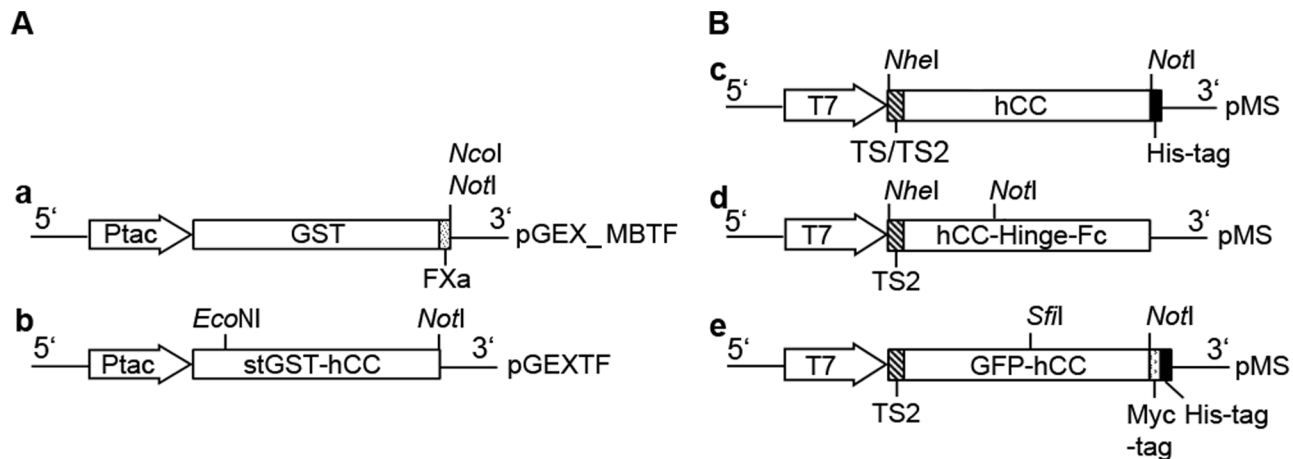 A
NcoI
NotI
a
5‘
Ptac
GST
3‘
pGEX_MBTF
FXa
b
EcoNI
NotI
5‘
Ptac
stGST-hCC
3‘
pGEXTF
B
c
NheI
NotI
5‘
T7
hCC
3‘
pMS
TS/TS2
His-tag
d
NheI
NotI
5‘
T7
hCC-Hinge-Fc
3‘
pMS
TS2
e
SfiI
NotI
5‘
T7
GFP-hCC
3‘
pMS
TS2
Myc
-tag
His-tag